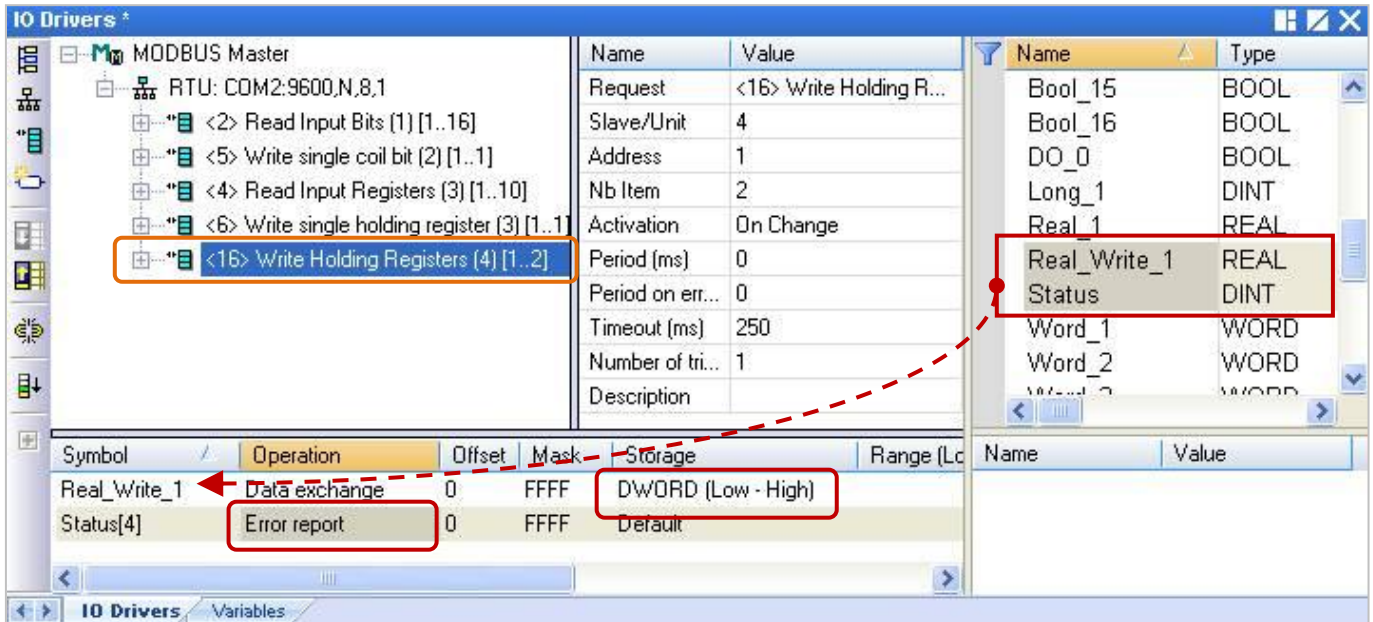 IO Drivers *
MODBUS Master
RTU: COM2:9600,N,8,1
<2> Read Input Bits (1) [1..16]
<5> Write single coil bit (2) [1..1]
<4> Read Input Registers (3) [1..10]
<6> Write single holding register (3) [1..1]
<16> Write Holding Registers (4) [1..2]
Name Value
Request <16> Write Holding R...
Slave/Unit 4
Address 1
Nb Item 2
Activation On Change
Period (ms) 0
Period on err... 0
Timeout (ms) 250
Number of tri... 1
Description
Name Type
Bool_15 BOOL
Bool_16 BOOL
DO_0 BOOL
Long_1 DINT
Real_1 REAL
Real_Write_1 REAL
Status DINT
Word_1 WORD
Word_2 WORD
WORD
Symbol Operation Offset Mask Storage Range (Lo
Real_Write_1 Data exchange 0 FFFF DWORD (Low - High)
Status[4] Error report 0 FFFF Default
Name Value
IO Drivers Variables